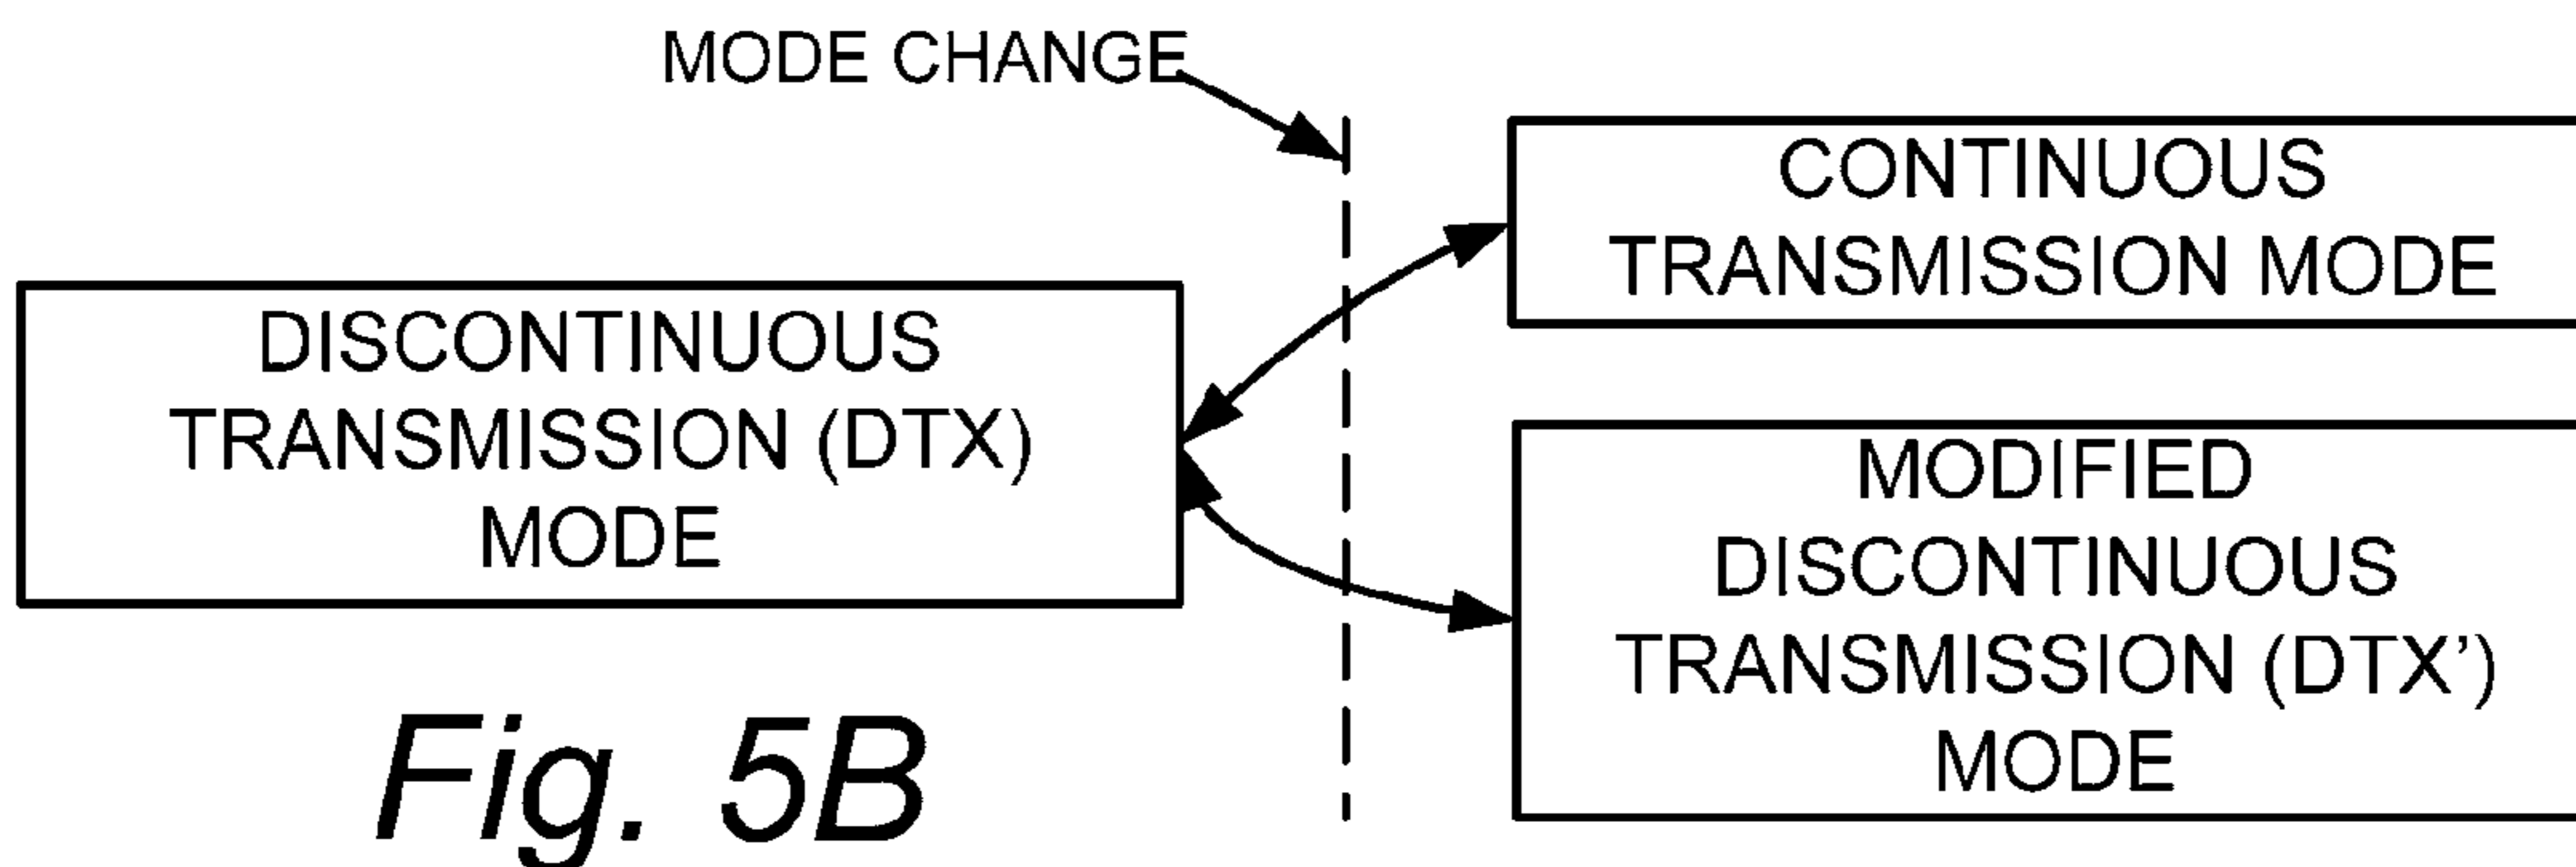 MODE CHANGE
CONTINUOUS
TRANSMISSION MODE
DISCONTINUOUS
TRANSMISSION (DTX)
MODE
MODIFIED
DISCONTINUOUS
TRANSMISSION (DTX’)
MODE
Fig. 5B